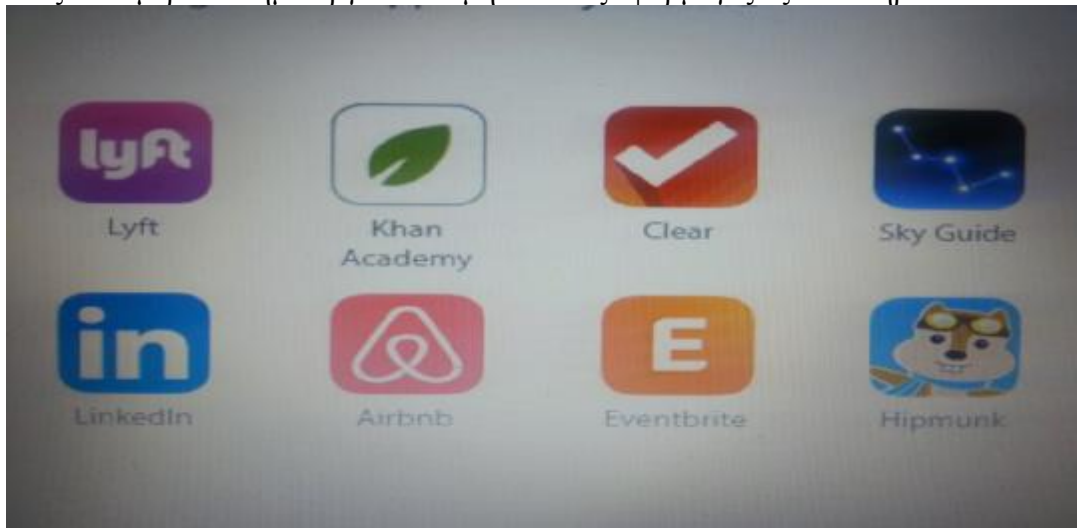 lyft
Lyft
Khan
Academy
Clear
Sky Guide
in
LinkedIn
Airbnb
E
Eventbrite
Hipmunk